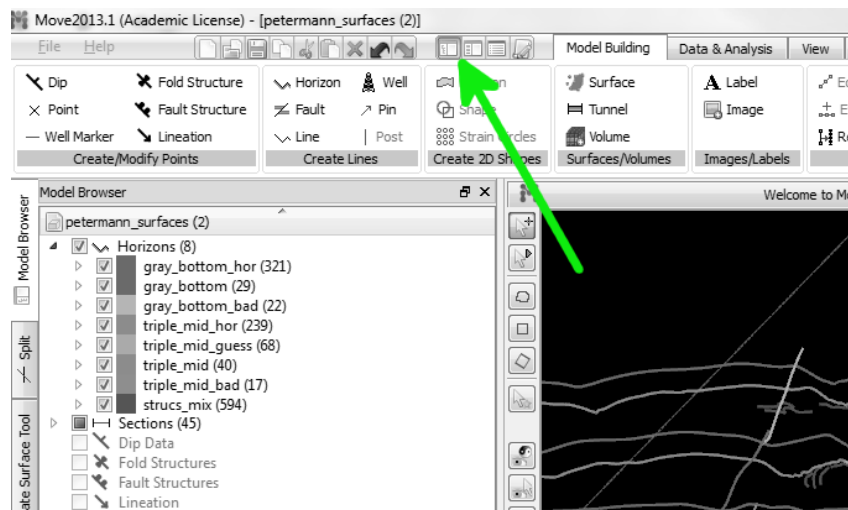 Move2013.1 (Academic License) - [petermann_surfaces (2)]
File Help
Model Building Data & Analysis View
Dip Fold Structure Horizon Well Surface Label
Point Fault Structure Fault Pin Shape Tunnel Image
Well Marker Lineation Line Post Strain Circles Volume
Create/Modify Points Create Lines Create 2D Shapes Surfaces/Volumes Images/Labels
Model Browser Welcome to Mo
petermann_surfaces (2)
Horizons (8)
gray_bottom_hor (321)
gray_bottom (29)
gray_bottom_bad (22)
triple_mid_hor (239)
triple_mid_guess (68)
triple_mid (40)
triple_mid_bad (17)
strucs_mix (594)
Sections (45)
Dip Data
Fold Structures
Fault Structures
Lineation
Model Browser
Split
ate Surface Tool